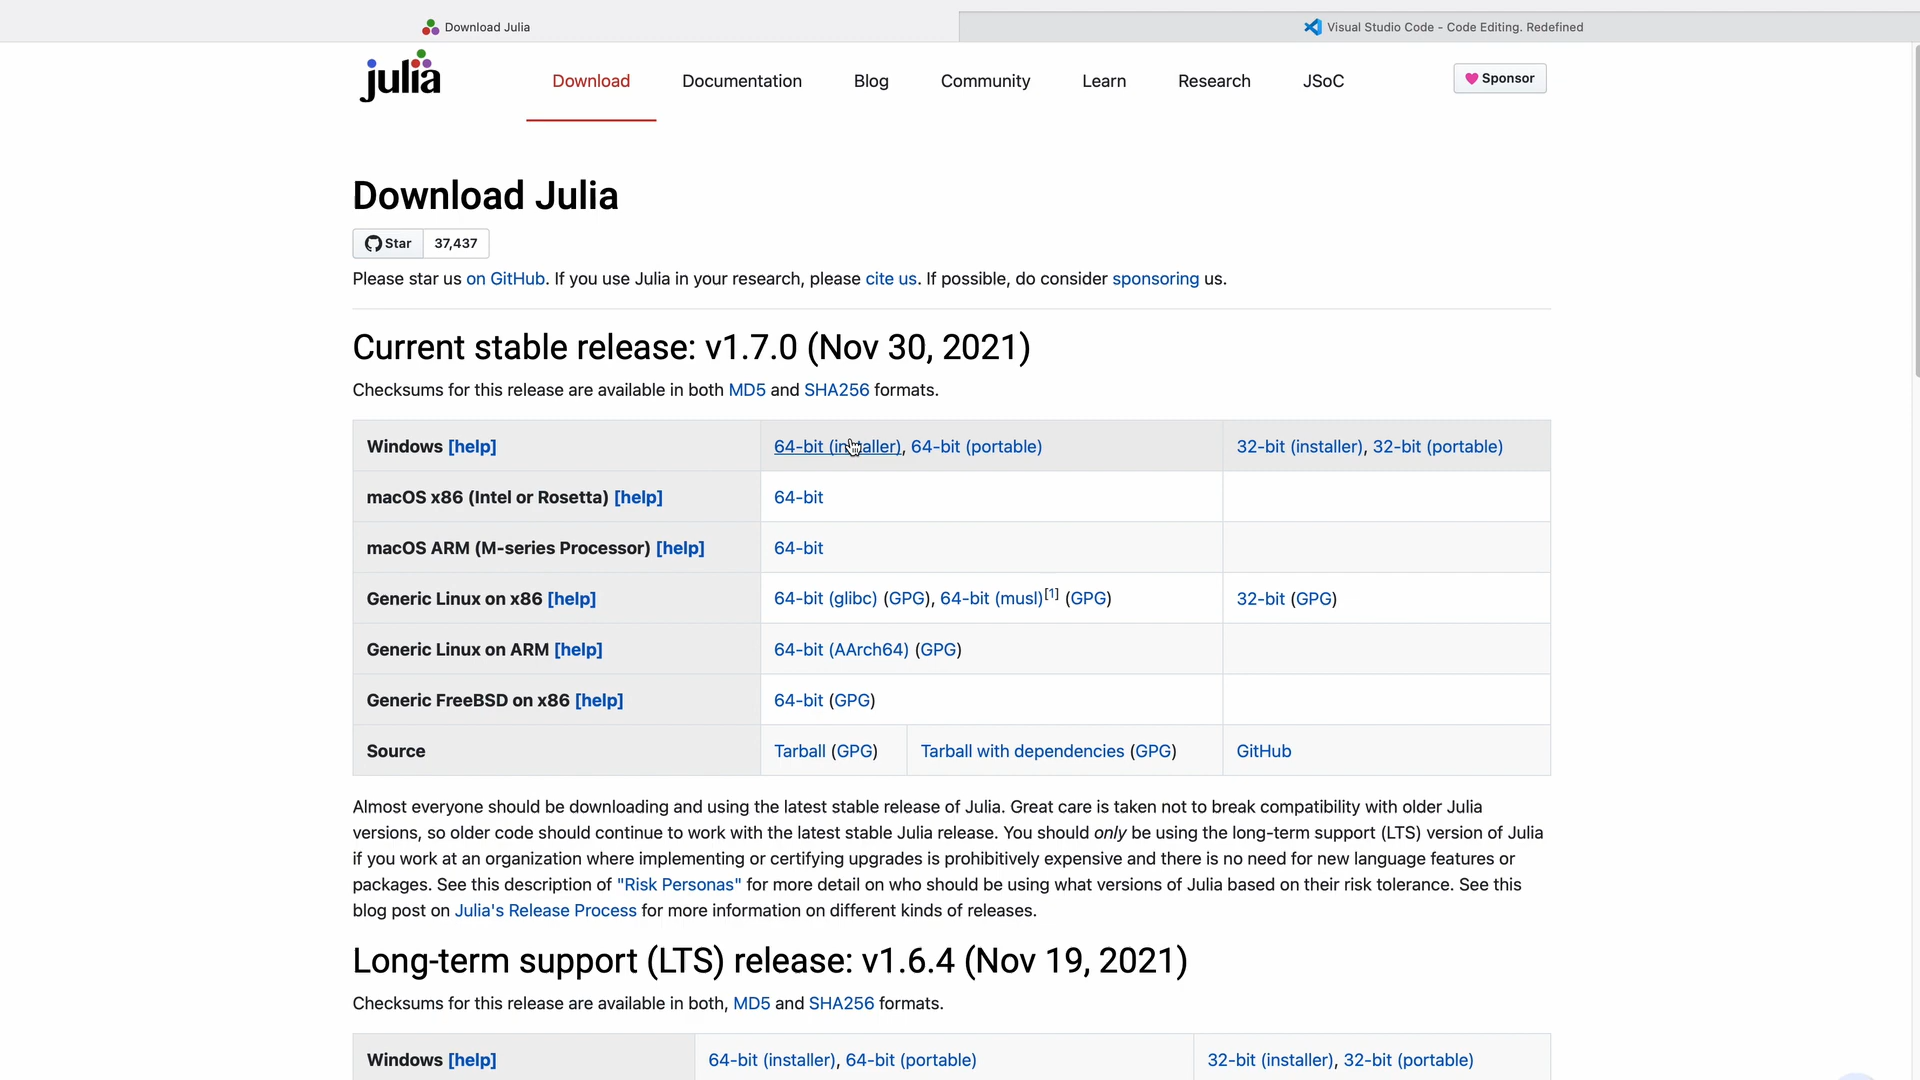 Download Julia
Visual Studio Code - Code Editing. Redefined
julia
Download
Documentation
Blog
Community
Learn
Research
JSoC
Sponsor
Download Julia
Star
37,437
Please star us on GitHub. If you use Julia in your research, please cite us. If possible, do consider sponsoring us.
Current stable release: v1.7.0 (Nov 30, 2021)
Checksums for this release are available in both MD5 and SHA256 formats.
Windows [help]
64-bit (installer), 64-bit (portable)
32-bit (installer), 32-bit (portable)
macOS x86 (Intel or Rosetta) [help]
64-bit
macOS ARM (M-series Processor) [help]
64-bit
Generic Linux on x86 [help]
64-bit (glibc) (GPG), 64-bit (musl)[1] (GPG)
32-bit (GPG)
Generic Linux on ARM [help]
64-bit (AArch64) (GPG)
Generic FreeBSD on x86 [help]
64-bit (GPG)
Source
Tarball (GPG)
Tarball with dependencies (GPG)
GitHub
Almost everyone should be downloading and using the latest stable release of Julia. Great care is taken not to break compatibility with older Julia
versions, so older code should continue to work with the latest stable Julia release. You should only be using the long-term support (LTS) version of Julia
if you work at an organization where implementing or certifying upgrades is prohibitively expensive and there is no need for new language features or
packages. See this description of "Risk Personas" for more detail on who should be using what versions of Julia based on their risk tolerance. See this
blog post on Julia's Release Process for more information on different kinds of releases.
Long-term support (LTS) release: v1.6.4 (Nov 19, 2021)
Checksums for this release are available in both, MD5 and SHA256 formats.
Windows [help]
64-bit (installer), 64-bit (portable)
32-bit (installer), 32-bit (portable)